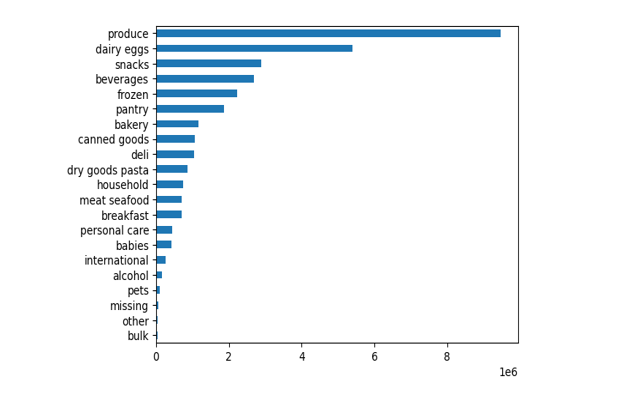 produce
dairy eggs
snacks
beverages
frozen
pantry
bakery
canned goods
deli
dry goods pasta
household
meat seafood
breakfast
personal care
babies
international
alcohol
pets
missing
other
bulk
0 2 4 6 8
1e6